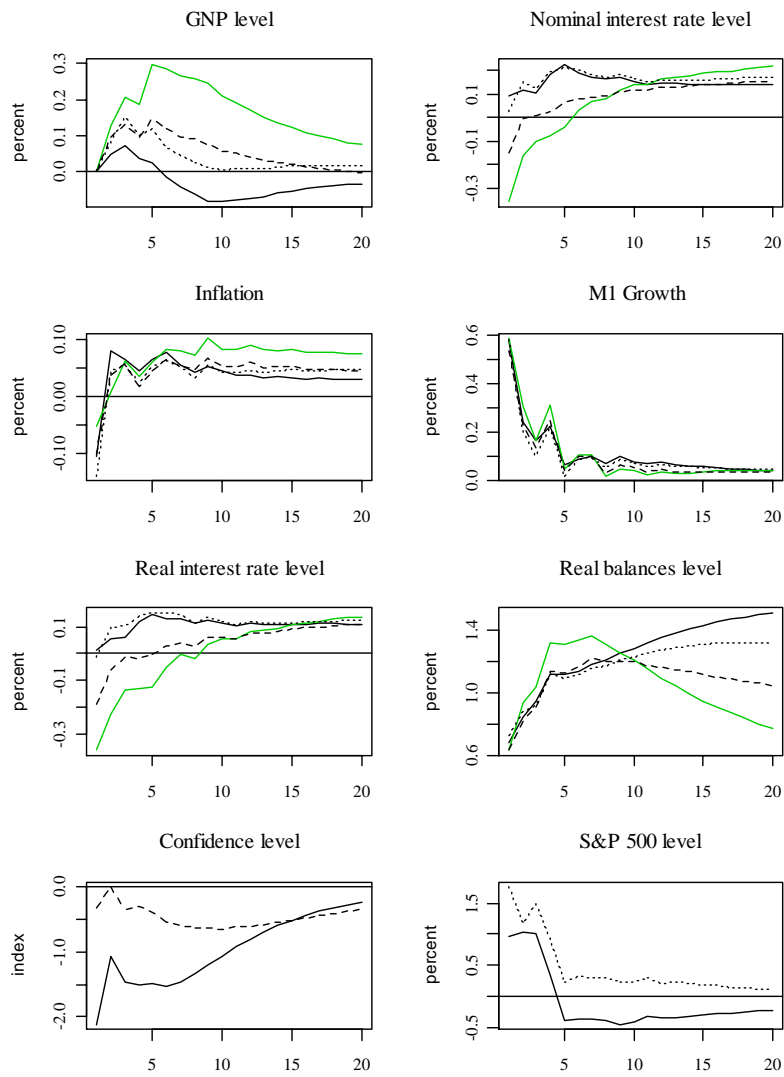 GNP level
percent
0.3
0.2
0.1
0.0
5 10 15 20
Nominal interest rate level
percent
0.1
-0.1
-0.3
5 10 15 20
Inflation
percent
0.10
0.00
-0.10
5 10 15 20
M1 Growth
percent
0.6
0.4
0.2
0.0
5 10 15 20
Real interest rate level
percent
0.1
-0.1
-0.3
5 10 15 20
Real balances level
percent
1.4
1.0
0.6
5 10 15 20
Confidence level
index
0.0
-1.0
-2.0
5 10 15 20
S&P 500 level
percent
1.5
0.5
-0.5
5 10 15 20